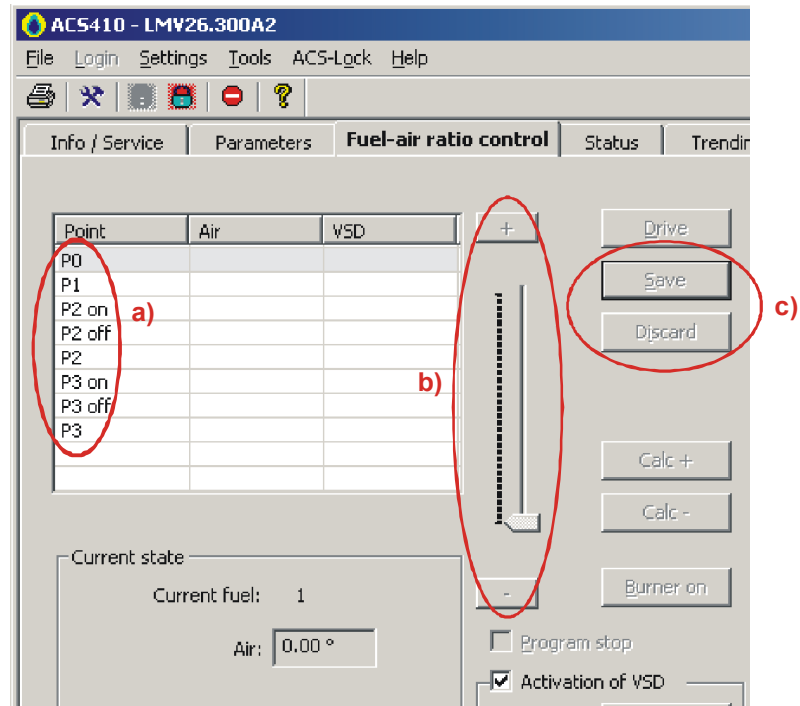 ACS410 - LMV26.300A2
File Login Settings Tools ACS-Lock Help
Info / Service Parameters Fuel-air ratio control Status Trendin
Point Air VSD
P0
P1
P2 on
P2 off
P2
P3 on
P3 off
P3
a)
b)
+
-
Drive
Save
Discard
c)
Calc +
Calc -
Burner on
Current state
Current fuel: 1
Air: 0.00 °
Program stop
Activation of VSD